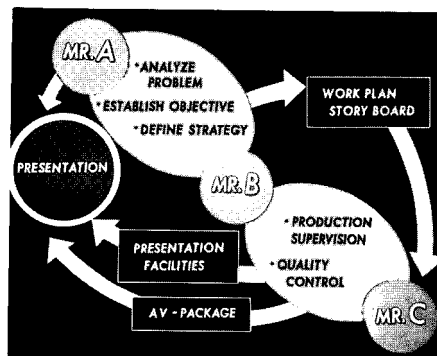 MR. A
• ANALYZE
PROBLEM
• ESTABLISH OBJECTIVE
• DEFINE STRATEGY
WORK PLAN
STORY BOARD
PRESENTATION
MR. B
• PRODUCTION
SUPERVISION
• QUALITY
CONTROL
PRESENTATION
FACILITIES
AV - PACKAGE
MR. C